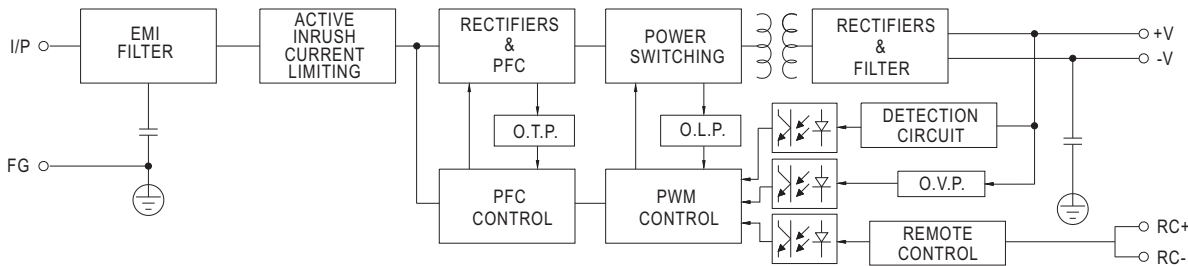 I/P
EMI
FILTER
ACTIVE
INRUSH
CURRENT
LIMITING
RECTIFIERS
&
PFC
POWER
SWITCHING
RECTIFIERS
&
FILTER
+V
-V
O.T.P.
O.L.P.
DETECTION
CIRCUIT
FG
PFC
CONTROL
PWM
CONTROL
O.V.P.
REMOTE
CONTROL
RC+
RC-